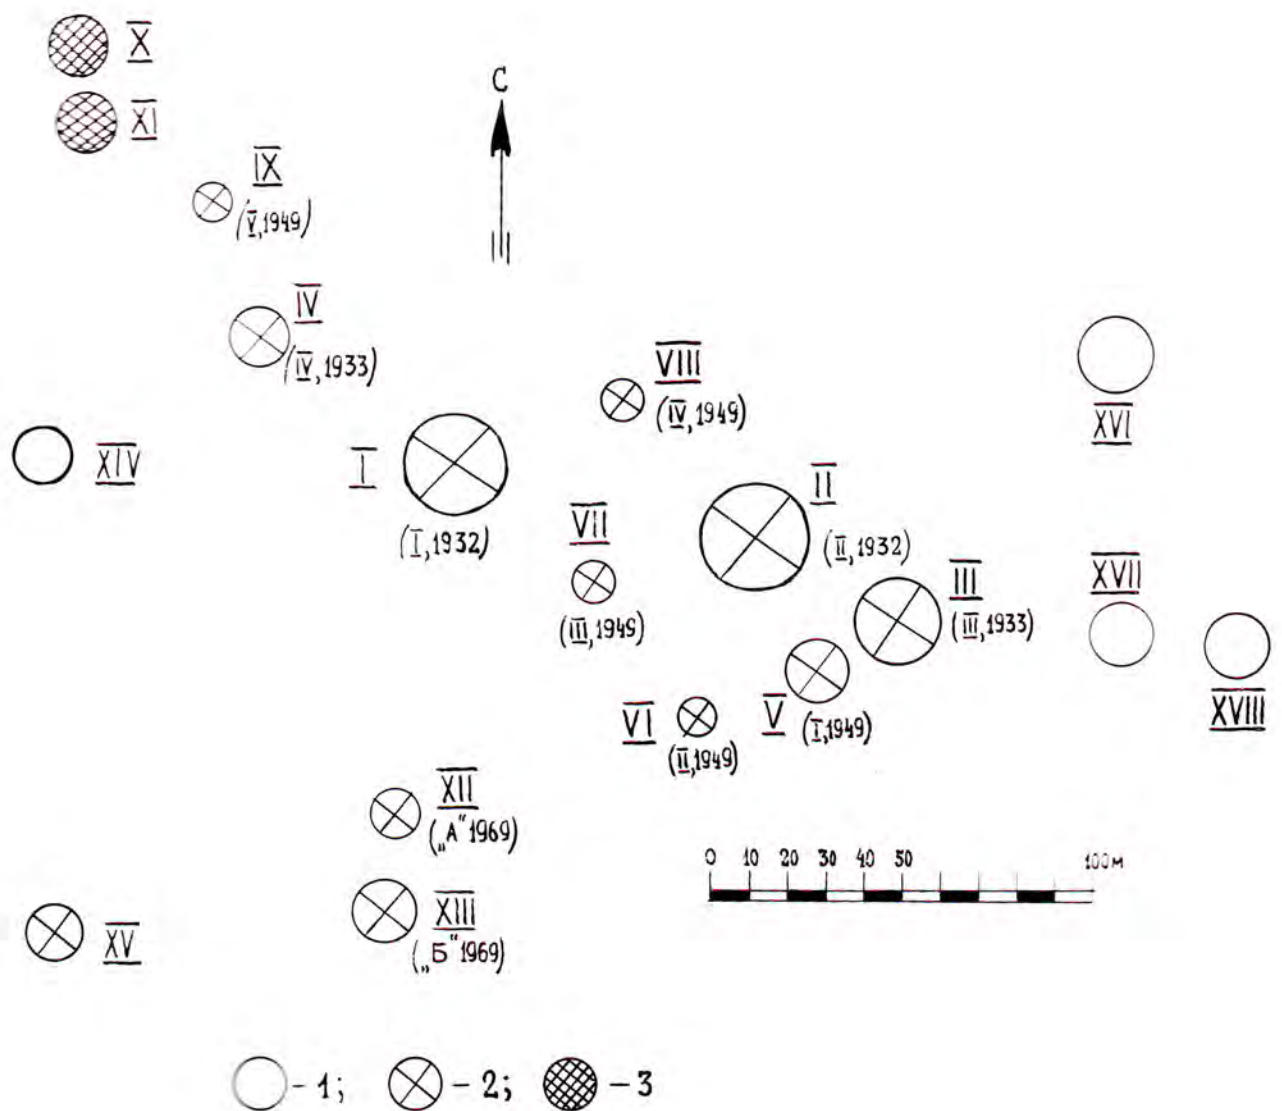 X
XI
С
IX
(V, 1949)
IV
(IV, 1933)
VIII
(IV, 1949)
XVI
XIV
I
(I, 1932)
VII
(III, 1949)
II
(II, 1932)
III
(III, 1933)
XVII
XVIII
VI
(II, 1949)
V
(I, 1949)
XII
(„А" 1969)
0 10 20 30 40 50 100м
XIII
(„Б" 1969)
XV
- 1; - 2; - 3